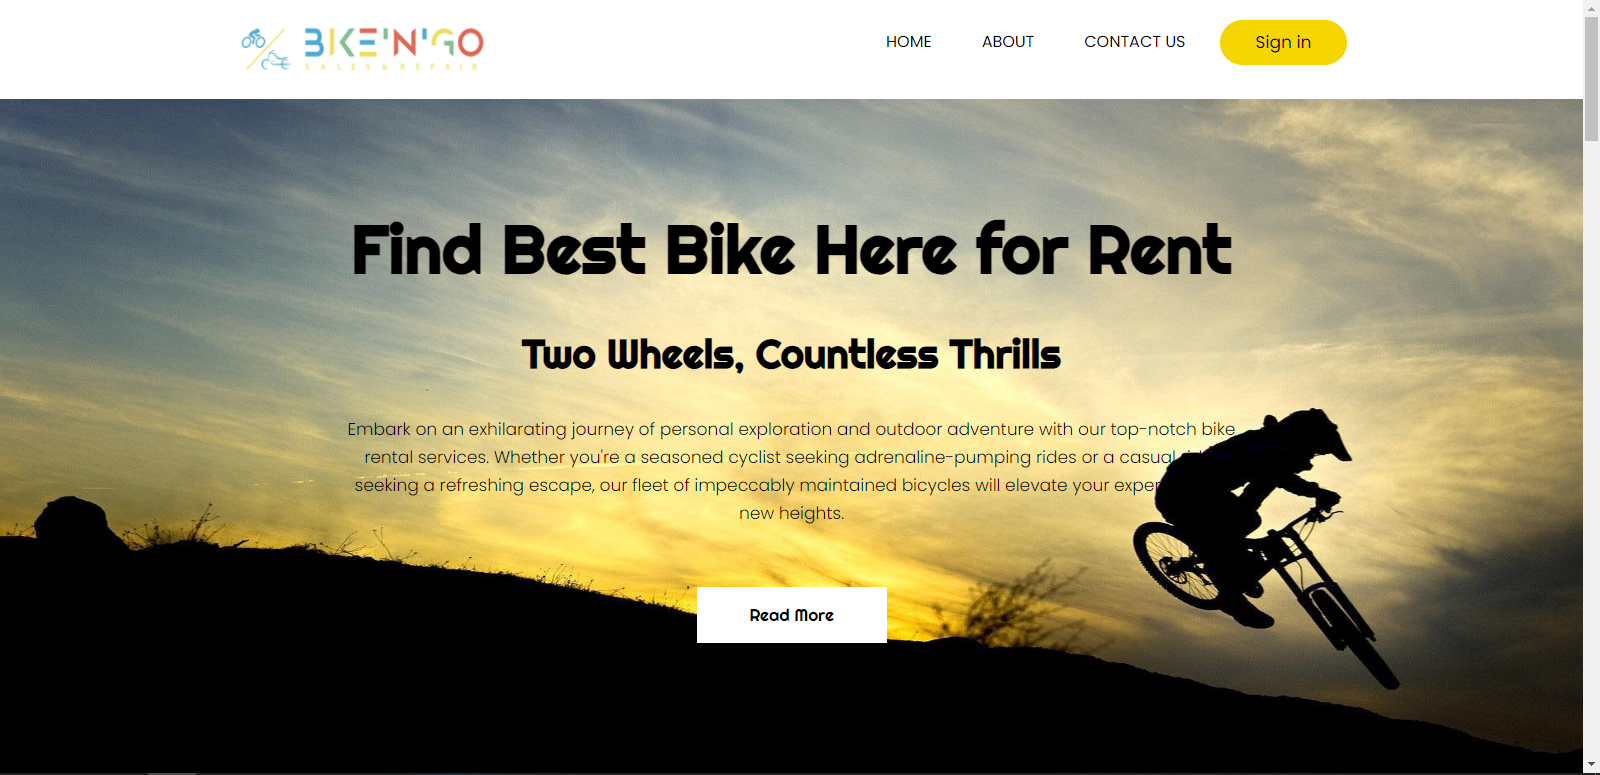 BIKE'N'GO
SALES & REPAIR
HOME ABOUT CONTACT US Sign in
Find Best Bike Here for Rent
Two Wheels, Countless Thrills
Embark on an exhilarating journey of personal exploration and outdoor adventure with our top-notch bike
rental services. Whether you're a seasoned cyclist seeking adrenaline-pumping rides or a casual
seeking a refreshing escape, our fleet of impeccably maintained bicycles will elevate your
new heights.
Read More